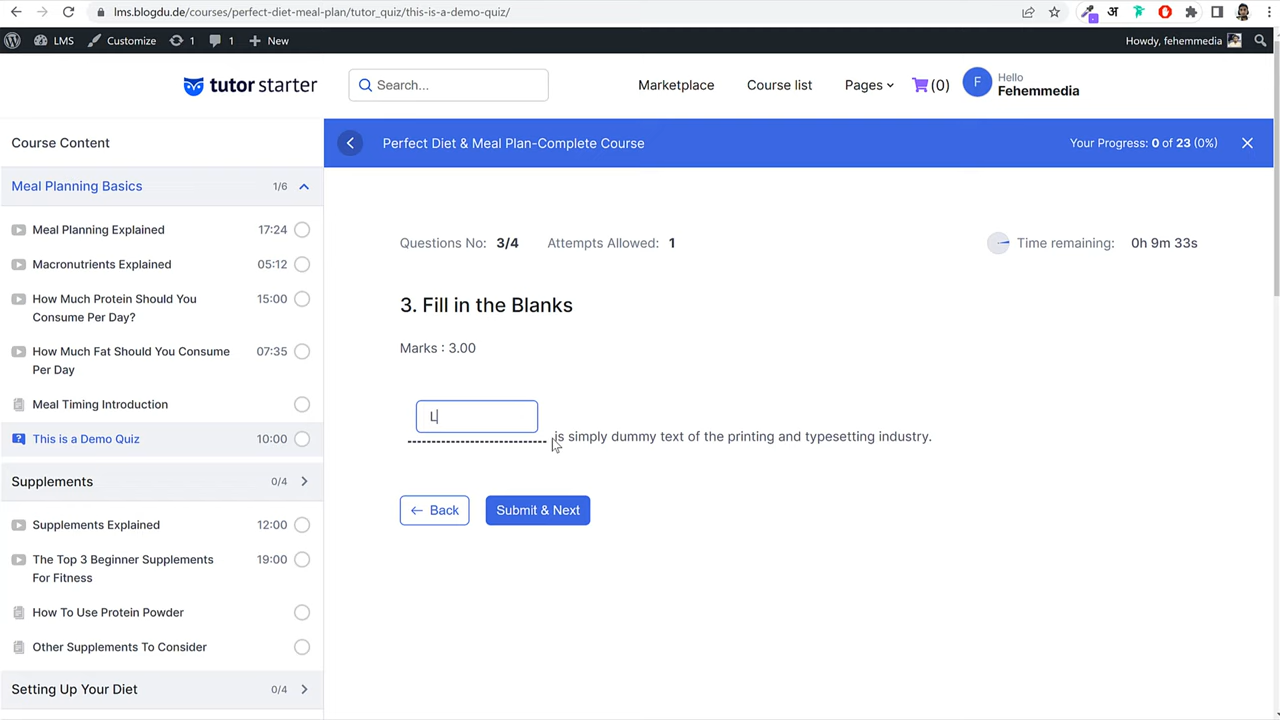 lms.blogdu.de/courses/perfect-diet-meal-plan/tutor_quiz/this-is-a-demo-quiz/
LMS Customize 1 1 New Howdy, fehemmedia
tutor starter Search... Marketplace Course list Pages (0) F Hello
Fehemmedia
Course Content
Perfect Diet & Meal Plan-Complete Course Your Progress: 0 of 23 (0%)
Meal Planning Basics 1/6
Meal Planning Explained 17:24
Macronutrients Explained 05:12
How Much Protein Should You 15:00
Consume Per Day?
How Much Fat Should You Consume 07:35
Per Day
Meal Timing Introduction
This is a Demo Quiz 10:00
Supplements 0/4
Supplements Explained 12:00
The Top 3 Beginner Supplements 19:00
For Fitness
How To Use Protein Powder
Other Supplements To Consider
Setting Up Your Diet 0/4
Questions No: 3/4 Attempts Allowed: 1 Time remaining: 0h 9m 33s
3. Fill in the Blanks
Marks : 3.00
L
is simply dummy text of the printing and typesetting industry.
Back Submit & Next